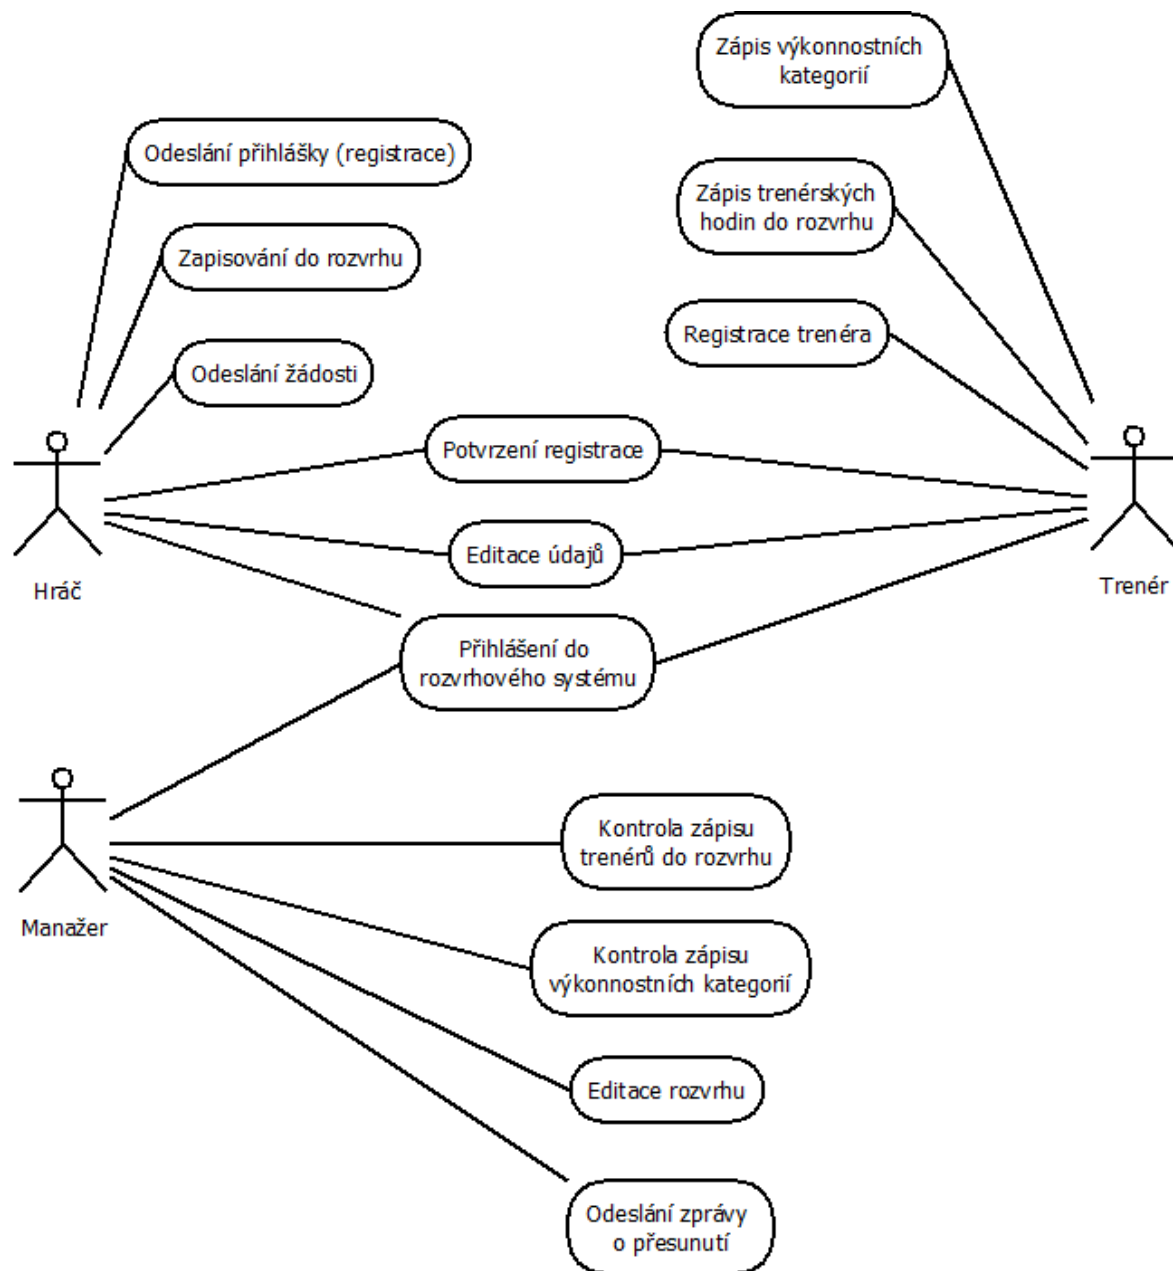 Zápis výkonnostních
kategorií
Odeslání přihlášky (registrace)
Zápis trenérských
hodin do rozvrhu
Zapisování do rozvrhu
Registrace trenéra
Odeslání žádosti
Potvrzení registrace
Editace údajů
Hráč
Trenér
Přihlášení do
rozvrhového systému
Kontrola zápisu
trenérů do rozvrhu
Manažer
Kontrola zápisu
výkonnostních kategorií
Editace rozvrhu
Odeslání zprávy
o přesunutí